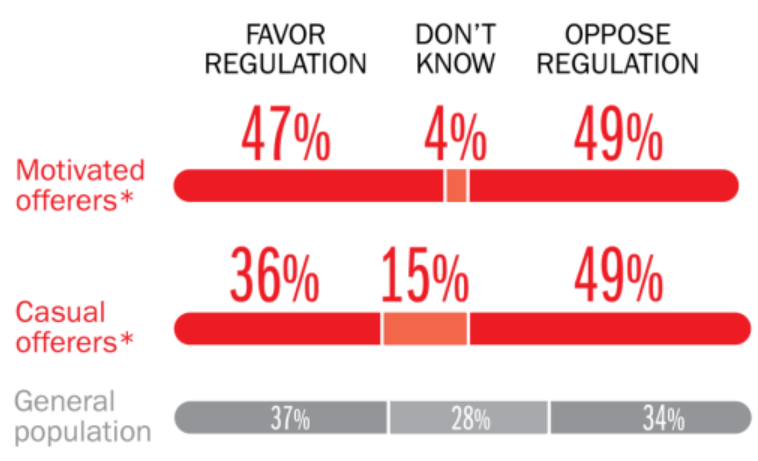 FAVOR REGULATION
DON'T KNOW
OPPOSE REGULATION
Motivated offerers*
47%
4%
49%
Casual offerers*
36%
15%
49%
General population
37%
28%
34%